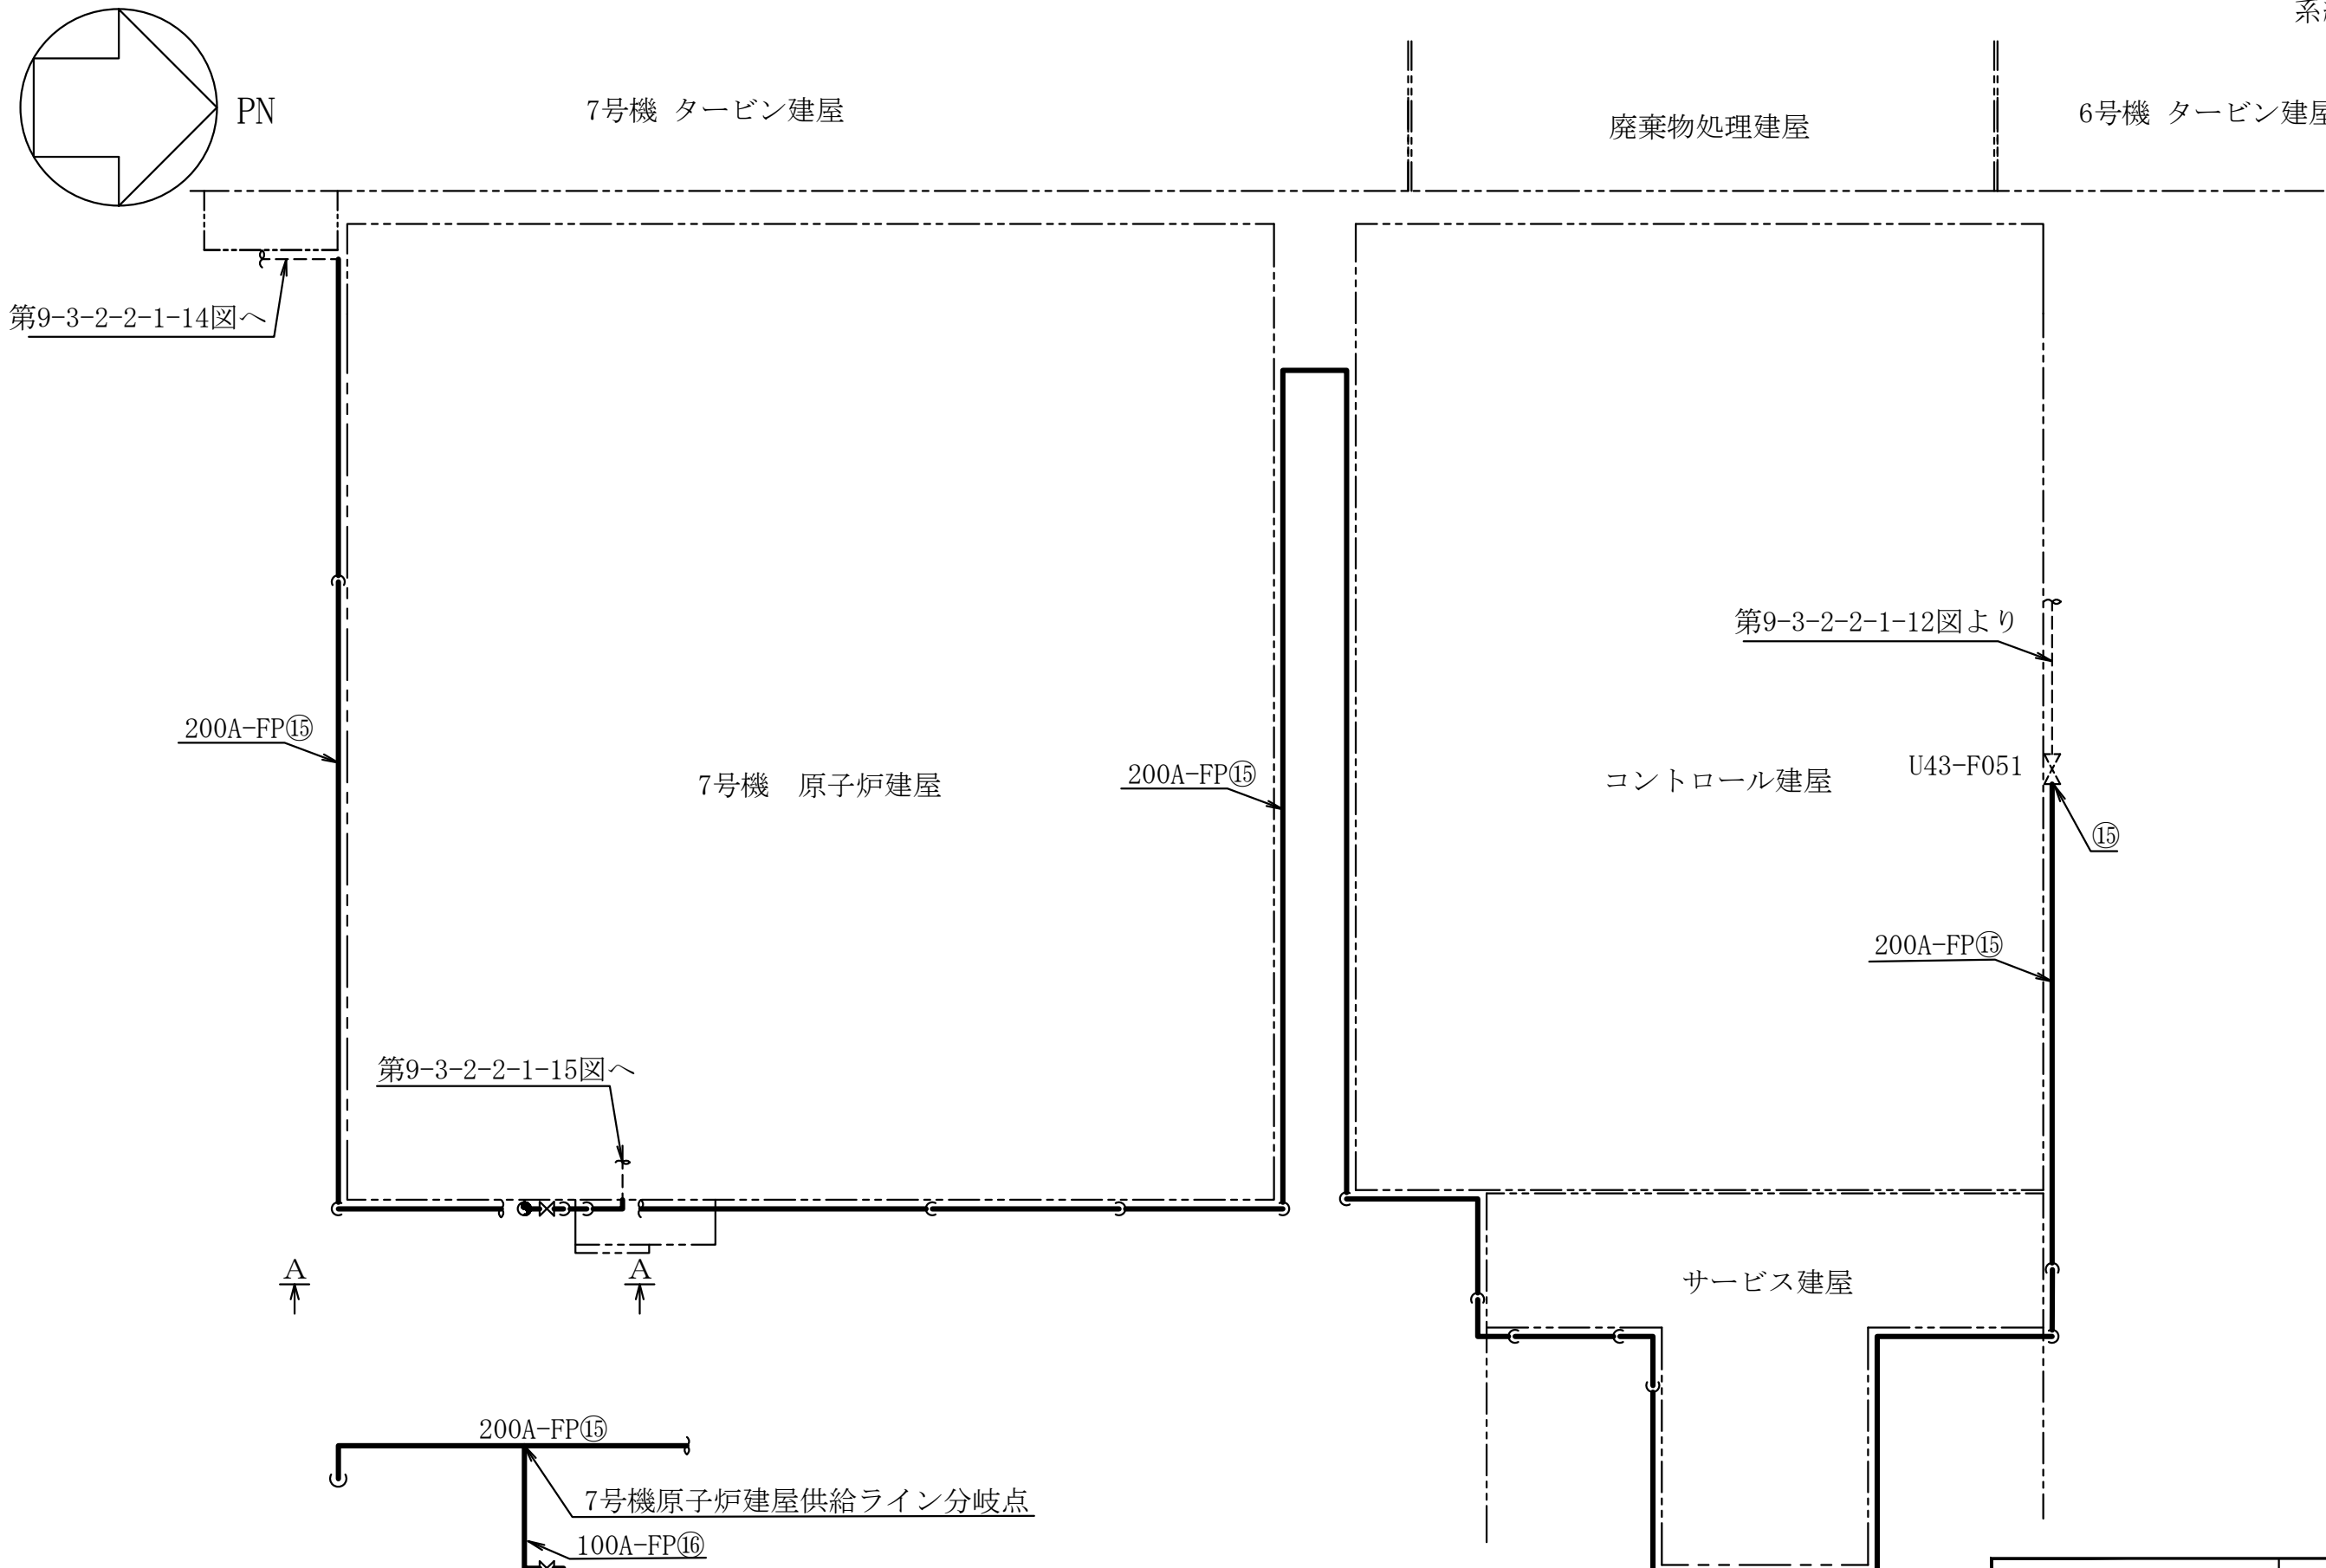 PN
7号機 タービン建屋
廃棄物処理建屋
6号機 タービン建屋
第9-3-2-2-1-14図へ
第9-3-2-2-1-12図より
200A-FP⑮
7号機 原子炉建屋
200A-FP⑮
コントロール建屋
U43-F051
⑮
200A-FP⑮
第9-3-2-2-1-15図へ
A
A
サービス建屋
200A-FP⑮
7号機原子炉建屋供給ライン分岐点
100A-FP⑯